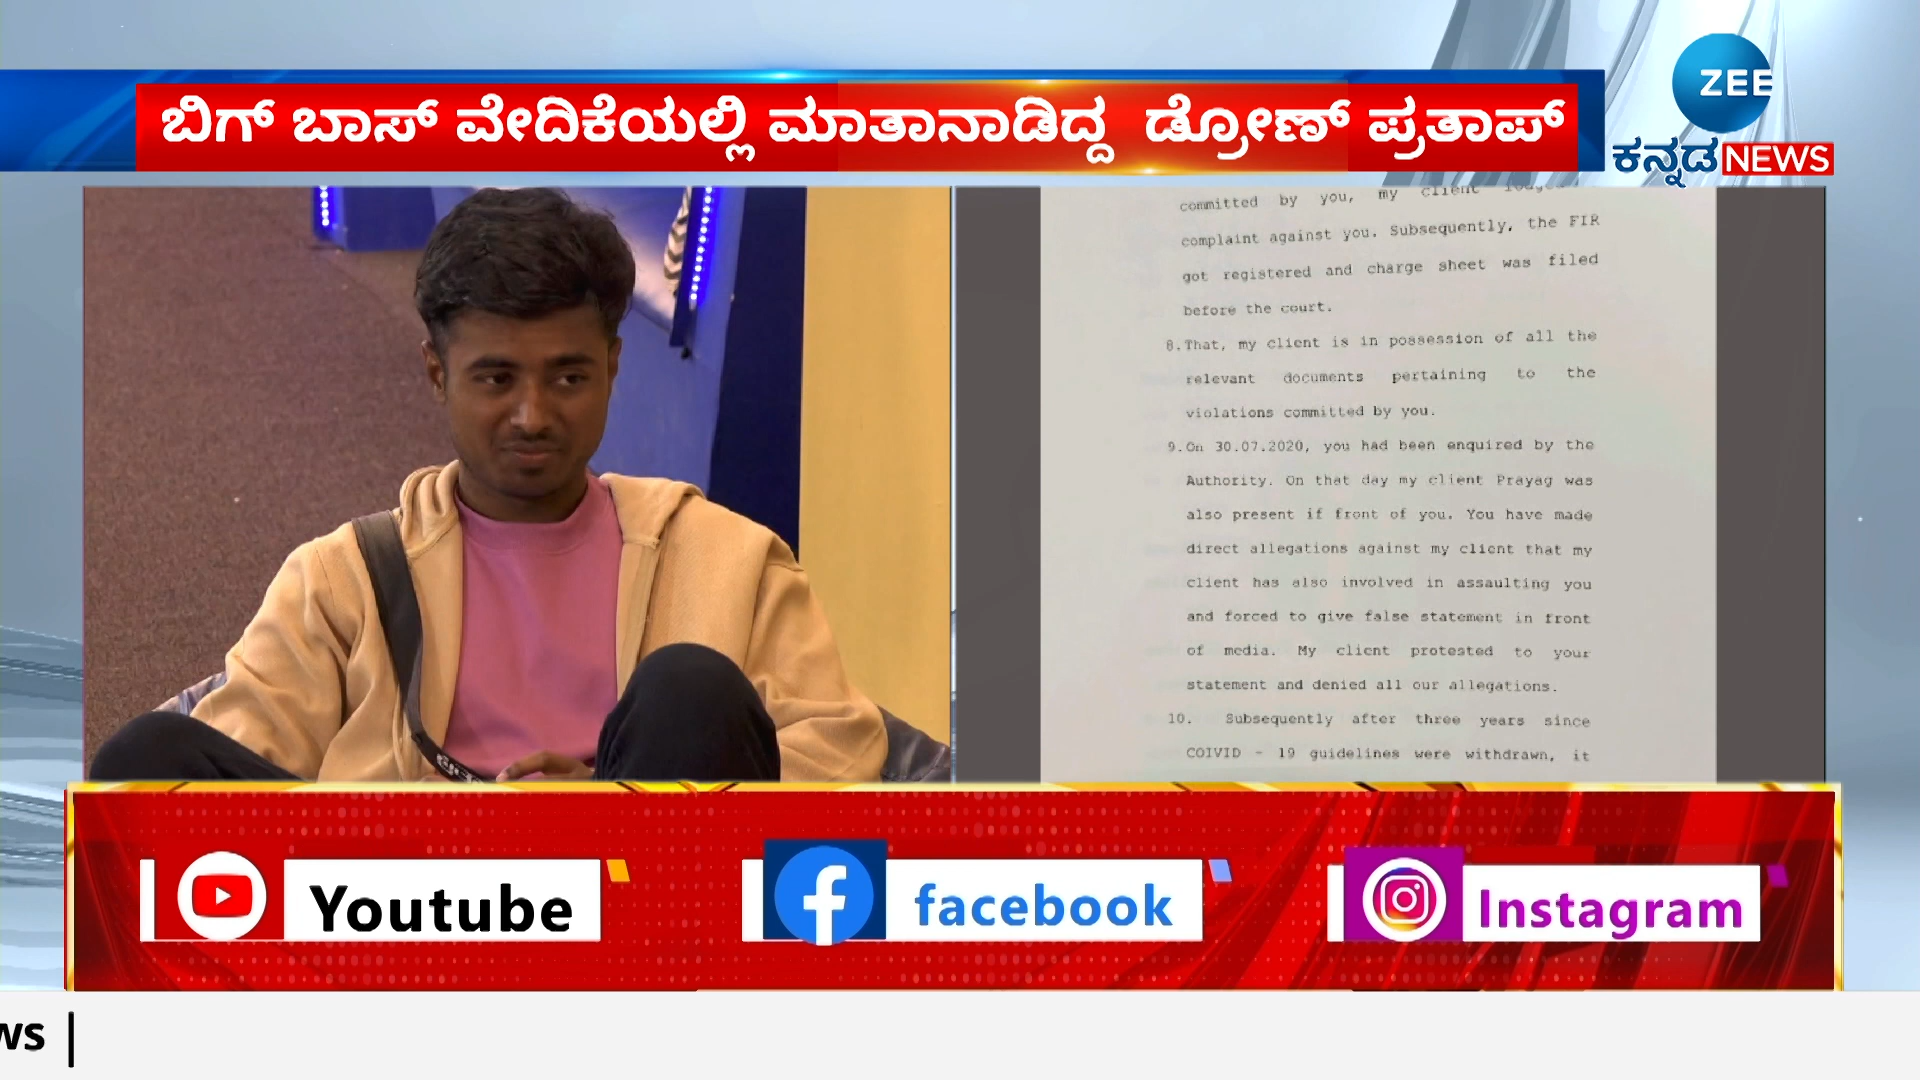 ಬಿಗ್ ಬಾಸ್ ವೇದಿಕೆಯಲ್ಲಿ ಮಾತಾನಾಡಿದ್ದ ಡ್ರೋಣ್ ಪ್ರತಾಪ್
ZEE
ಕನ್ನಡ NEWS
committed by you, my client
complaint against you. Subsequently, the FIR
got registered and charge sheet was filed
before the court.
8.That, my client is in possession of all the
relevant documents pertaining to the
violations committed by you.
9.On 30.07.2020, you had been enquired by the
Authority. On that day my client Prayag was
also present if front of you. You have made
direct allegations against my client that my
client has also involved in assaulting you
and forced to give false statement in front
of media. My client protested to your
statement and denied all our allegations.
10. Subsequently after three years since
COIVID - 19 guidelines were withdrawn, it
Youtube
facebook
Instagram
ws |